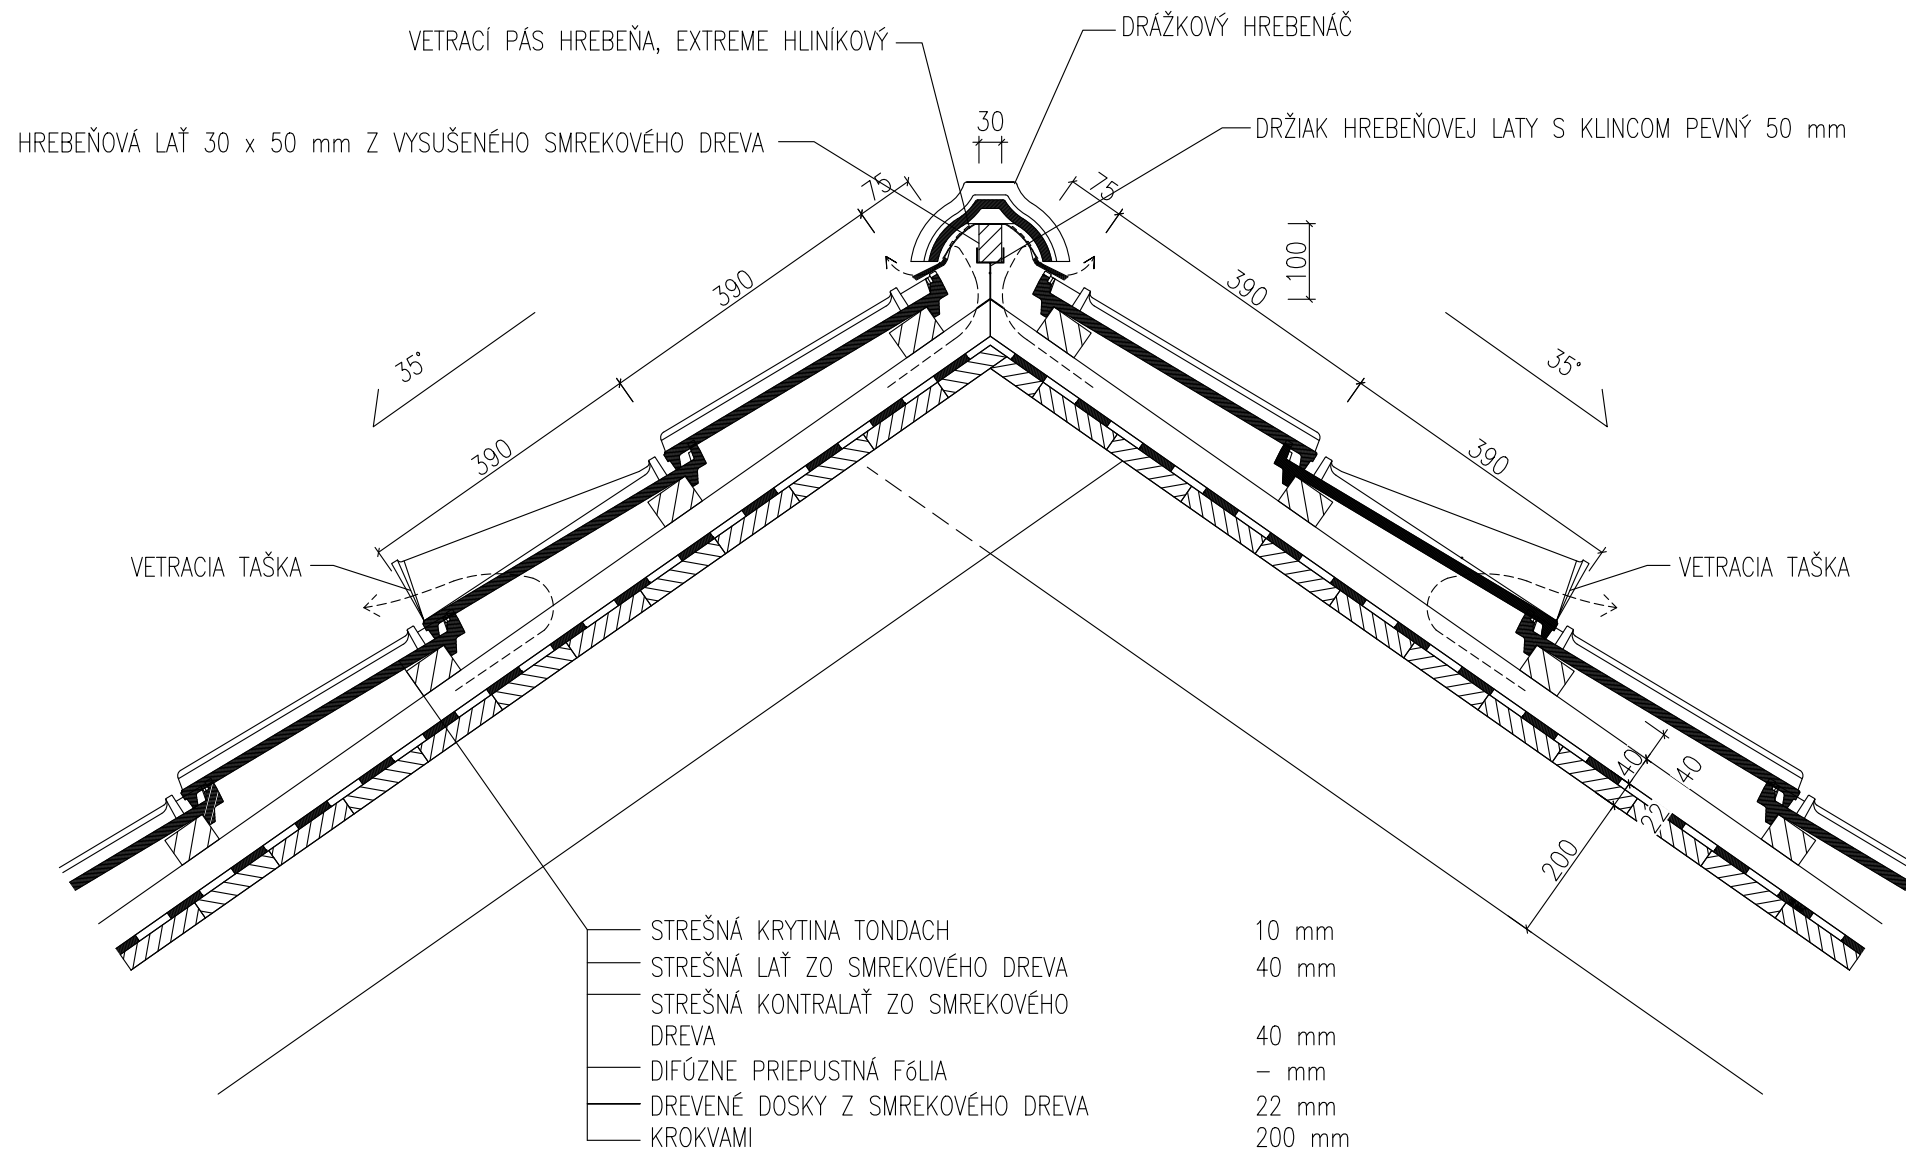 DRÁŽKOVÝ HREBENÁČ
VETRACÍ PÁS HREBEŇA, EXTREME HLINÍKOVÝ
30
DRŽIAK HREBEŇOVEJ LATY S KLINCOM PEVNÝ 50 mm
HREBEŇOVÁ LAŤ 30 x 50 mm Z VYSUŠENÉHO SMREKOVÉHO DREVA
75
75
100
390
390
35°
35°
390
390
VETRACIA TAŠKA
VETRACIA TAŠKA
40
40
22
200
STREŠNÁ KRYTINA TONDACH 10 mm
STREŠNÁ LAŤ ZO SMREKOVÉHO DREVA 40 mm
STREŠNÁ KONTRALAŤ ZO SMREKOVÉHO
DREVA 40 mm
DIFÚZNE PRIEPUSTNÁ FóLIA – mm
DREVENÉ DOSKY Z SMREKOVÉHO DREVA 22 mm
KROKVAMI 200 mm